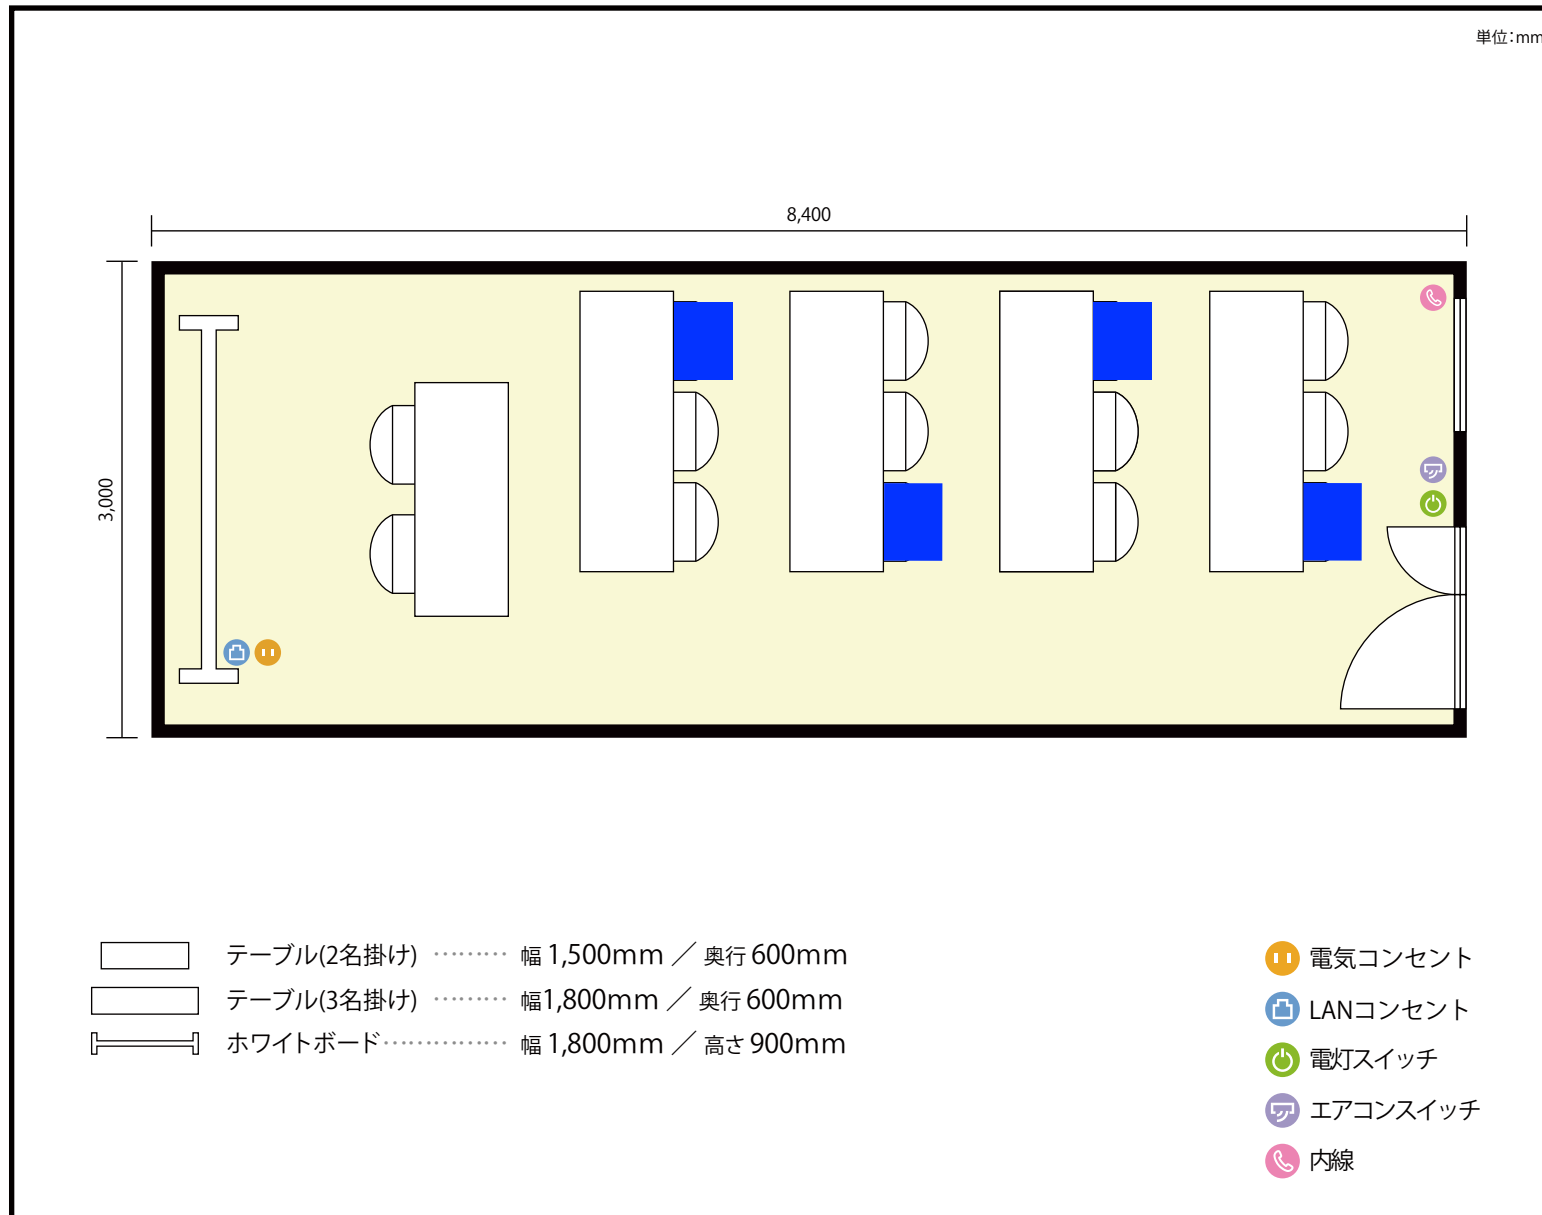 単位：mm
8,400
3,000
テーブル(2名掛け) ‥‥‥‥‥ 幅 1,500mm ／ 奥行 600mm
テーブル(3名掛け) ‥‥‥‥‥ 幅1,800mm ／ 奥行 600mm
ホワイトボード‥‥‥‥‥‥‥‥ 幅 1,800mm ／ 高さ 900mm
電気コンセント
LANコンセント
電灯スイッチ
エアコンスイッチ
内線